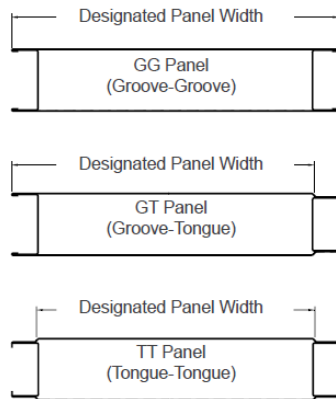 Designated Panel Width
GG Panel
(Groove-Groove)
Designated Panel Width
GT Panel
(Groove-Tongue)
Designated Panel Width
TT Panel
(Tongue-Tongue)